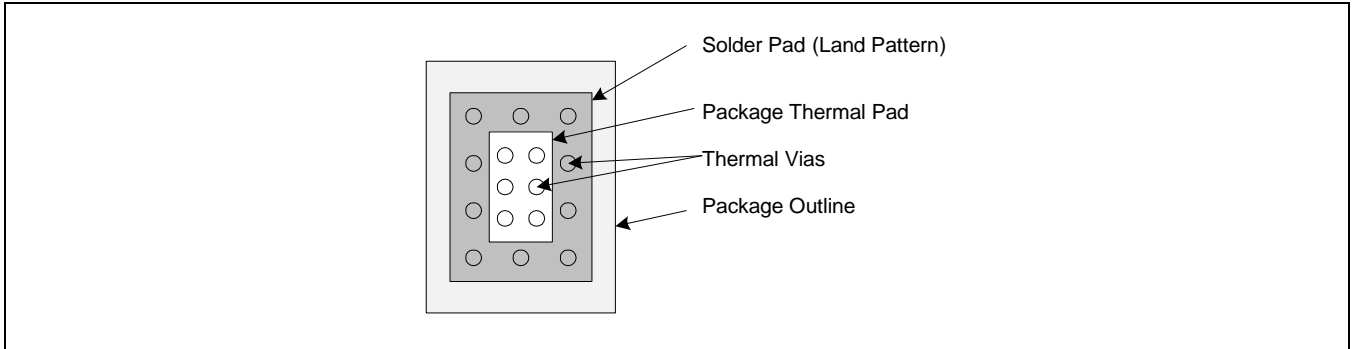 Solder Pad (Land Pattern)
Package Thermal Pad
Thermal Vias
Package Outline